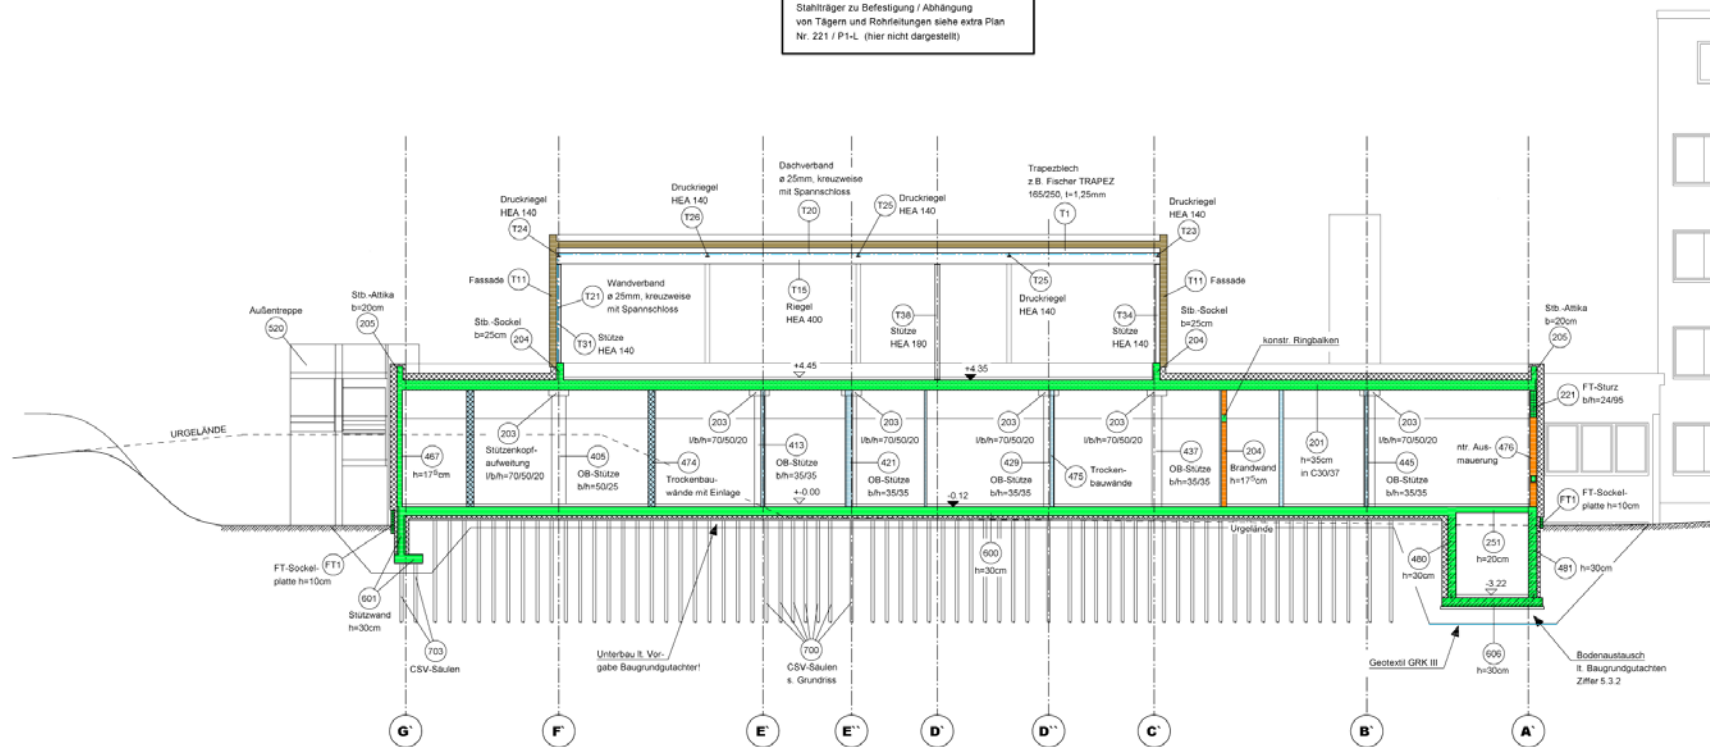 Stahlträger zu Befestigung / Abhängung
von Tägern und Rohrleitungen siehe extra Plan
Nr. 221 / P1-L (hier nicht dargestellt)
Dachverband
ø 25mm, kreuzweise
mit Spannschloss
T20
Trapezblech
z.B. Fischer TRAPEZ
165/250, t=1,25mm
T1
Druckriegel
HEA 140
T24
Druckriegel
HEA 140
T26
T25
Druckriegel
HEA 140
Druckriegel
HEA 140
T23
Fassade
T11
T21
Wandverband
ø 25mm, kreuzweise
mit Spannschloss
T15
Riegel
HEA 400
T25
Druckriegel
HEA 140
T11
Fassade
Außentreppe
520
Stb.-Attika
b=20cm
205
Stb.-Sockel
b=25cm
204
T31
Stütze
HEA 140
T38
Stütze
HEA 180
T34
Stütze
HEA 140
Stb.-Sockel
b=25cm
204
konstr. Ringbalken
Stb.-Attika
b=20cm
205
+4.45
+4.35
221
FT-Sturz
b/h=24/95
URGELÄNDE
467
h=17⁵cm
203
Stützenkopf-
aufweitung
l/b/h=70/50/20
405
OB-Stütze
b/h=50/25
474
Trockenbau-
wände mit Einlage
203
l/b/h=70/50/20
413
OB-Stütze
b/h=35/35
+-0.00
203
l/b/h=70/50/20
421
OB-Stütze
b/h=35/35
-0.12
203
l/b/h=70/50/20
429
OB-Stütze
b/h=35/35
475
Trocken-
bauwände
203
l/b/h=70/50/20
437
OB-Stütze
b/h=35/35
204
Brandwand
h=17⁵cm
201
h=35cm
in C30/37
203
l/b/h=70/50/20
445
OB-Stütze
b/h=35/35
476
ntr. Aus-
mauerung
FT1
FT-Sockel-
platte h=10cm
Urgelände
FT-Sockel-
platte h=10cm
FT1
601
Stützwand
h=30cm
703
CSV-Säulen
Unterbau lt. Vor-
gabe Baugrundgutachter!
700
CSV-Säulen
s. Grundriss
600
h=30cm
480
h=30cm
251
h=20cm
-3.22
481
h=30cm
Geotextil GRK III
606
h=30cm
Bodenaustausch
lt. Baugrundgutachten
Ziffer 5.3.2
G`
F`
E`
E``
D`
D``
C`
B`
A`